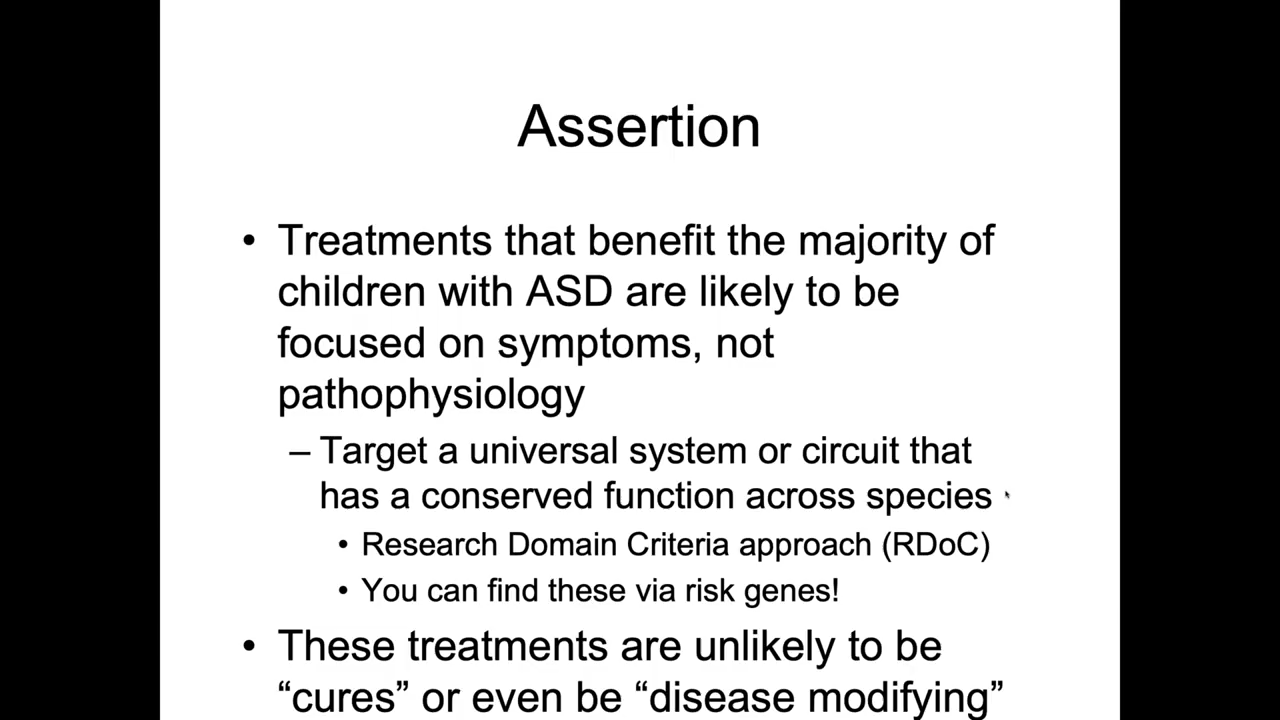 Assertion
• Treatments that benefit the majority of
children with ASD are likely to be
focused on symptoms, not
pathophysiology
– Target a universal system or circuit that
has a conserved function across species
• Research Domain Criteria approach (RDoC)
• You can find these via risk genes!
• These treatments are unlikely to be
“cures” or even be “disease modifying”